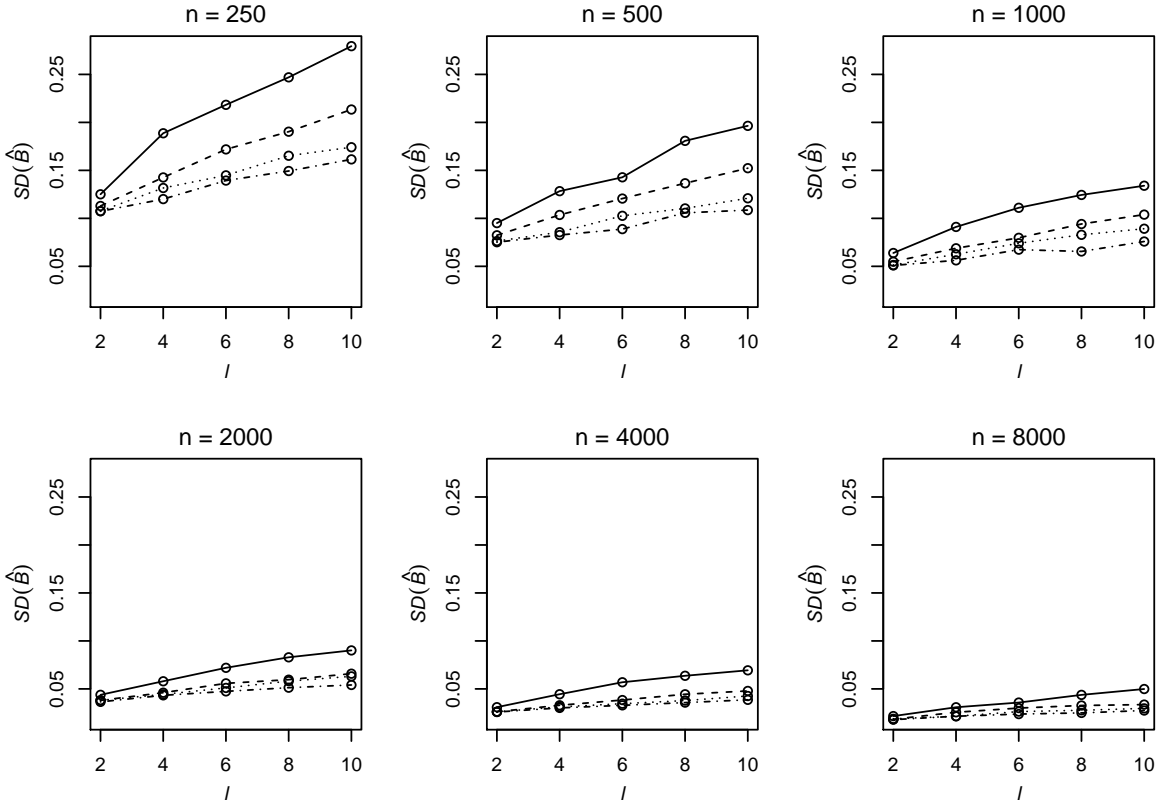 n = 250
0.25
0.15
0.05
SD(B̂)
2 4 6 8 10
l
n = 500
0.25
0.15
0.05
SD(B̂)
2 4 6 8 10
l
n = 1000
0.25
0.15
0.05
SD(B̂)
2 4 6 8 10
l
n = 2000
0.25
0.15
0.05
SD(B̂)
2 4 6 8 10
l
n = 4000
0.25
0.15
0.05
SD(B̂)
2 4 6 8 10
l
n = 8000
0.25
0.15
0.05
SD(B̂)
2 4 6 8 10
l